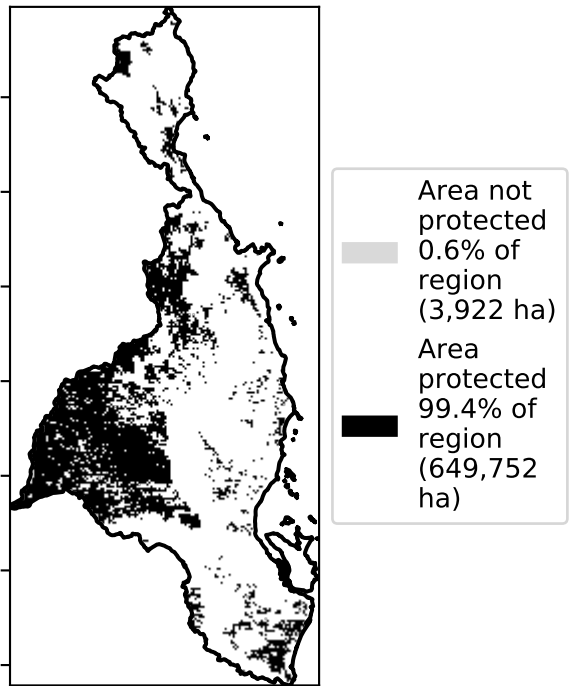 Area not
protected
0.6% of
region
(3,922 ha)
Area
protected
99.4% of
region
(649,752
ha)